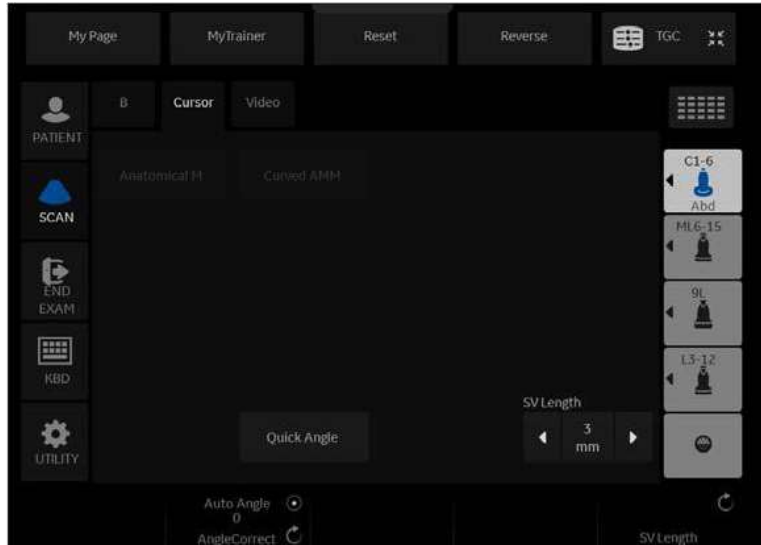 My Page
MyTrainer
Reset
Reverse
TGC
B
Cursor
Video
PATIENT
SCAN
END
EXAM
KBD
UTILITY
Anatomical M
Curved AMM
Quick Angle
SV Length
3
mm
C1-6
Abd
ML6-15
9L
L3-12
Auto Angle
0
AngleCorrect
SV Length